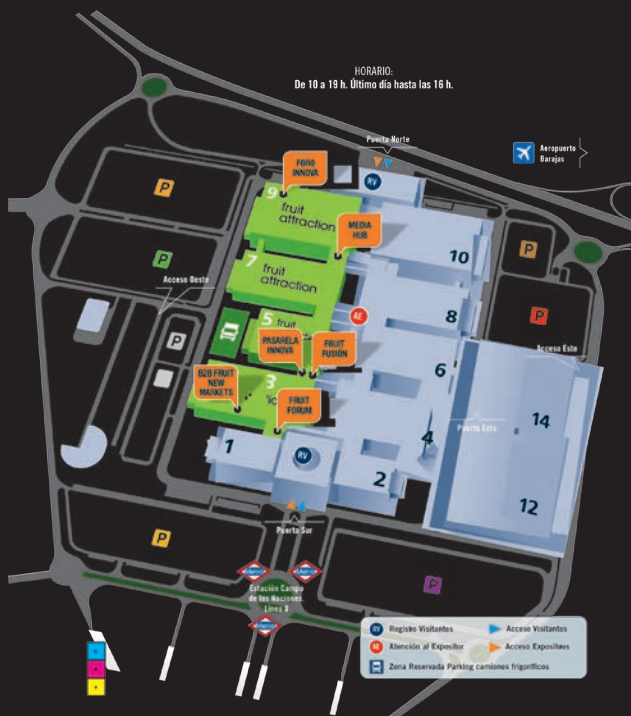 HORARIO:
De 10 a 19 h. Último día hasta las 16 h.
Puerta Norte
Aeropuerto
Barajas
FORO
INNOVA
RV
P
9
fruit
attraction
MEDIA
HUB
10
P
P
7
fruit
attraction
Acceso Oeste
8
P
AE
5
fruit
P
Acceso Este
PASARELA
INNOVA
FRUIT
FUSIÓN
6
B2B FRUIT
NEW
MARKETS
3
FRUIT
FORUM
14
Puerta Este
1
RV
4
2
12
Puerta Sur
P
Metro
Metro
Estación Campo
de las Naciones.
Línea 8
P
Metro
RV Registro Visitantes
Acceso Visitantes
AE Atención al Expositor
Acceso Expositores
Zona Reservada Parking camiones frigoríficos